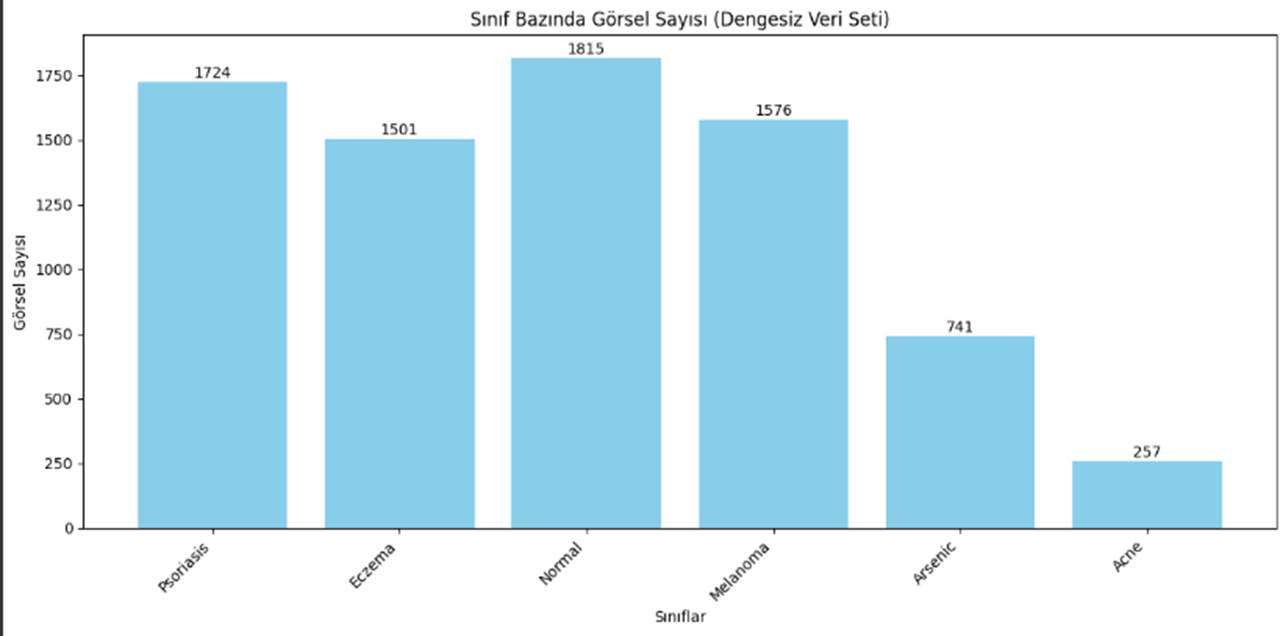 Sınıf Bazında Görsel Sayısı (Dengesiz Veri Seti)
1724
1501
1815
1576
741
257
Görsel Sayısı
1750
1500
1250
1000
750
500
250
0
Psoriasis
Eczema
Normal
Melanoma
Arsenic
Acne
Sınıflar